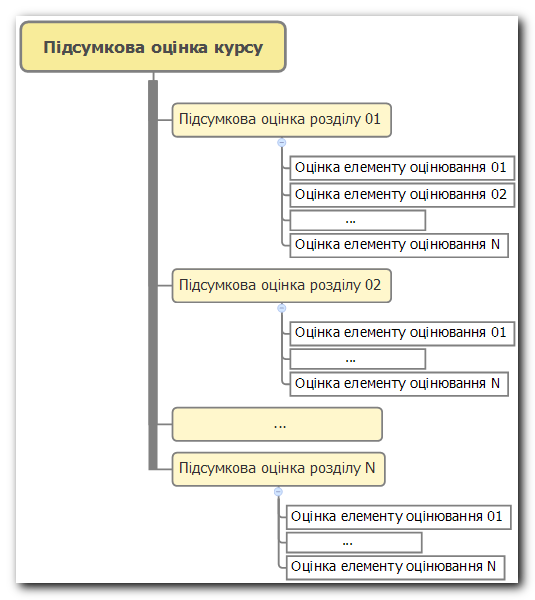 Підсумкова оцінка курсу
Підсумкова оцінка розділу 01
Оцінка елементу оцінювання 01
Оцінка елементу оцінювання 02
...
Оцінка елементу оцінювання N
Підсумкова оцінка розділу 02
Оцінка елементу оцінювання 01
...
Оцінка елементу оцінювання N
...
Підсумкова оцінка розділу N
Оцінка елементу оцінювання 01
...
Оцінка елементу оцінювання N